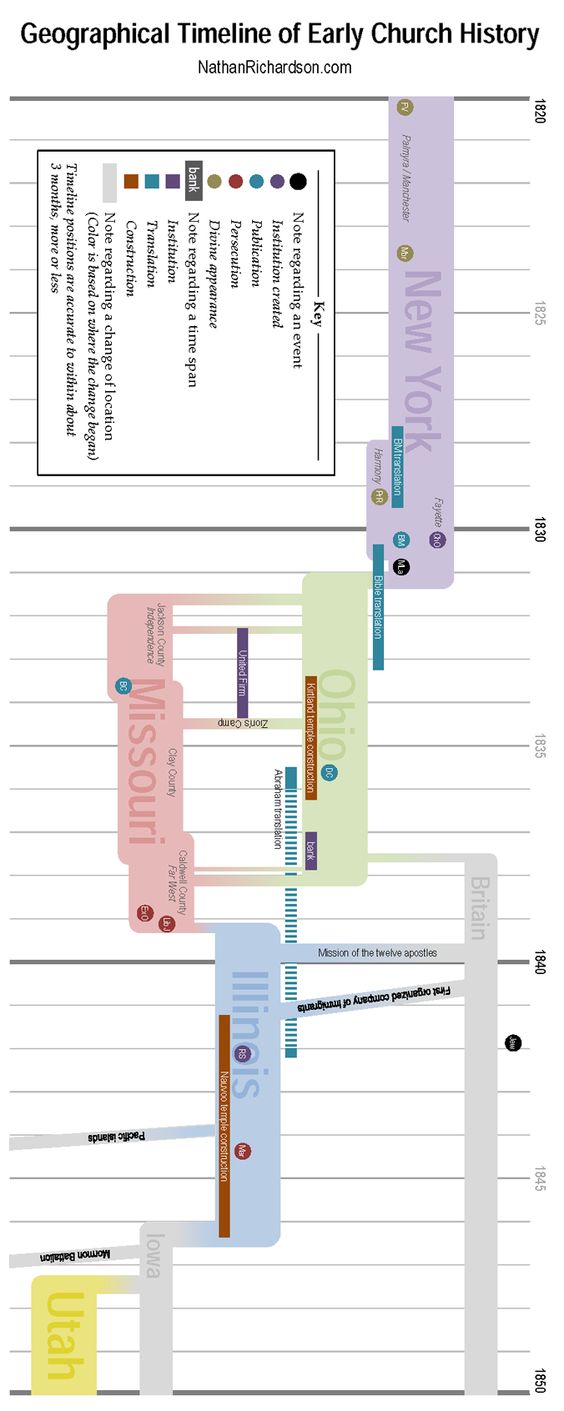 Geographical Timeline of Early Church History
NathanRichardson.com
1820
1825
1830
1835
1840
1845
1850
Jew
Britain
New York
Fayette
ChO
FV
Palmyra / Manchester
Mor
BM translation
BM
MLa
Harmony
PrR
Bible translation
Mission of the twelve apostles
First organized company of immigrants
Ohio
DC
Kirtland temple construction
bank
Abraham translation
United Firm
Zion's Camp
Illinois
RS
Mar
Nauvoo temple construction
Jackson County
Independence
Clay County
Caldwell County
Far West
Missouri
LibJ
ExO
BC
Pacific islands
Iowa
Mormon Battalion
Utah
Key
Note regarding an event
Institution created
Publication
Persecution
Divine appearance
bank Note regarding a time span
Institution
Translation
Construction
Note regarding a change of location
(Color is based on where the change began)
Timeline positions are accurate to within about
3 months, more or less